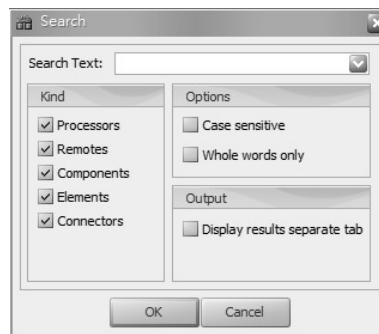 Search
Search Text:
Kind
Processors
Remotes
Components
Elements
Connectors
Options
Case sensitive
Whole words only
Output
Display results separate tab
OK
Cancel